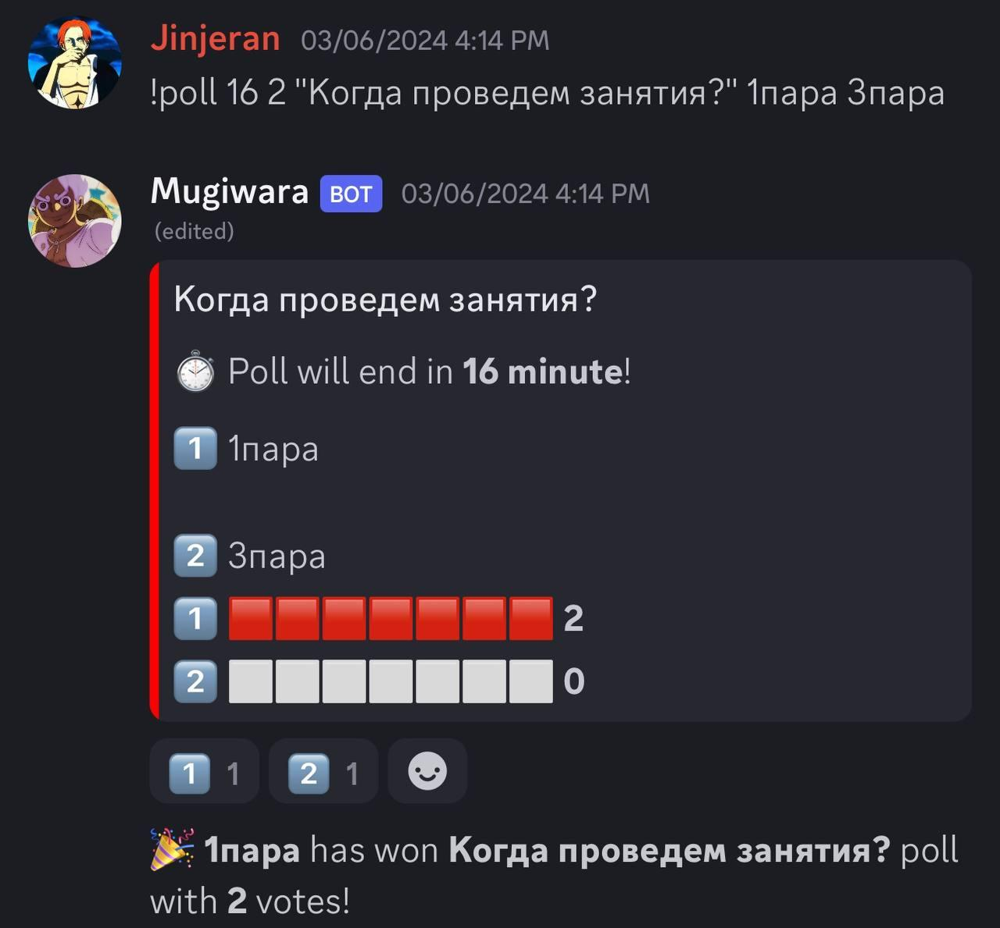 Jinjeran 03/06/2024 4:14 PM
!poll 16 2 "Когда проведем занятия?" 1пара 3пара
Mugiwara BOT 03/06/2024 4:14 PM
(edited)
Когда проведем занятия?
Poll will end in 16 minute!
1 1пара
2 3пара
1 2
2 0
1 1 2 1
1пара has won Когда проведем занятия? poll
with 2 votes!